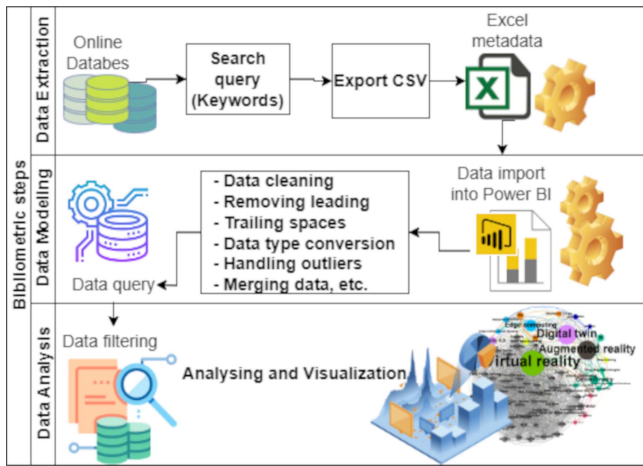 Bibliometric steps
Data Extraction
Online
Databes
Search
query
(Keywords)
Export CSV
Excel
metadata
X
Data Modelling
Data import
into Power BI
- Data cleaning
- Removing leading
- Trailing spaces
- Data type conversion
- Handling outliers
- Merging data, etc.
Data query
Data Analysis
Data filtering
Analysing and Visualization
Edge computing
Digital twin
Augmented reality
Virtual reality